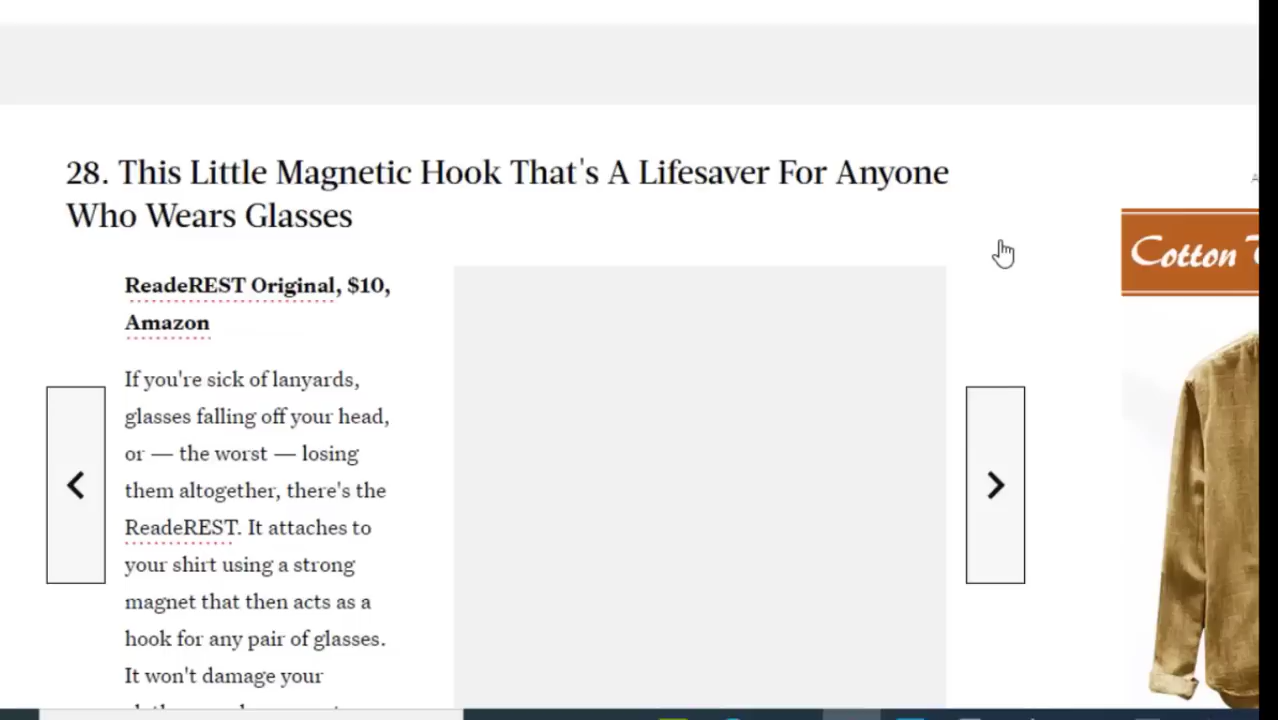 28. This Little Magnetic Hook That's A Lifesaver For Anyone
Who Wears Glasses
ReadeREST Original, $10,
Amazon
If you're sick of lanyards,
glasses falling off your head,
or — the worst — losing
them altogether, there's the
ReadeREST. It attaches to
your shirt using a strong
magnet that then acts as a
hook for any pair of glasses.
It won't damage your
Cotton